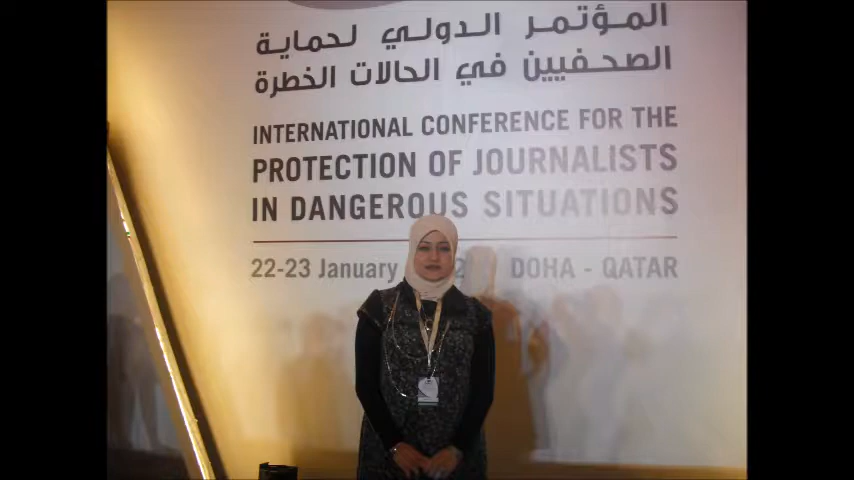 المؤتمر الدولي لحماية
الصحفيين في الحالات الخطرة
INTERNATIONAL CONFERENCE FOR THE
PROTECTION OF JOURNALISTS
IN DANGEROUS SITUATIONS
22-23 January 2 DOHA - QATAR